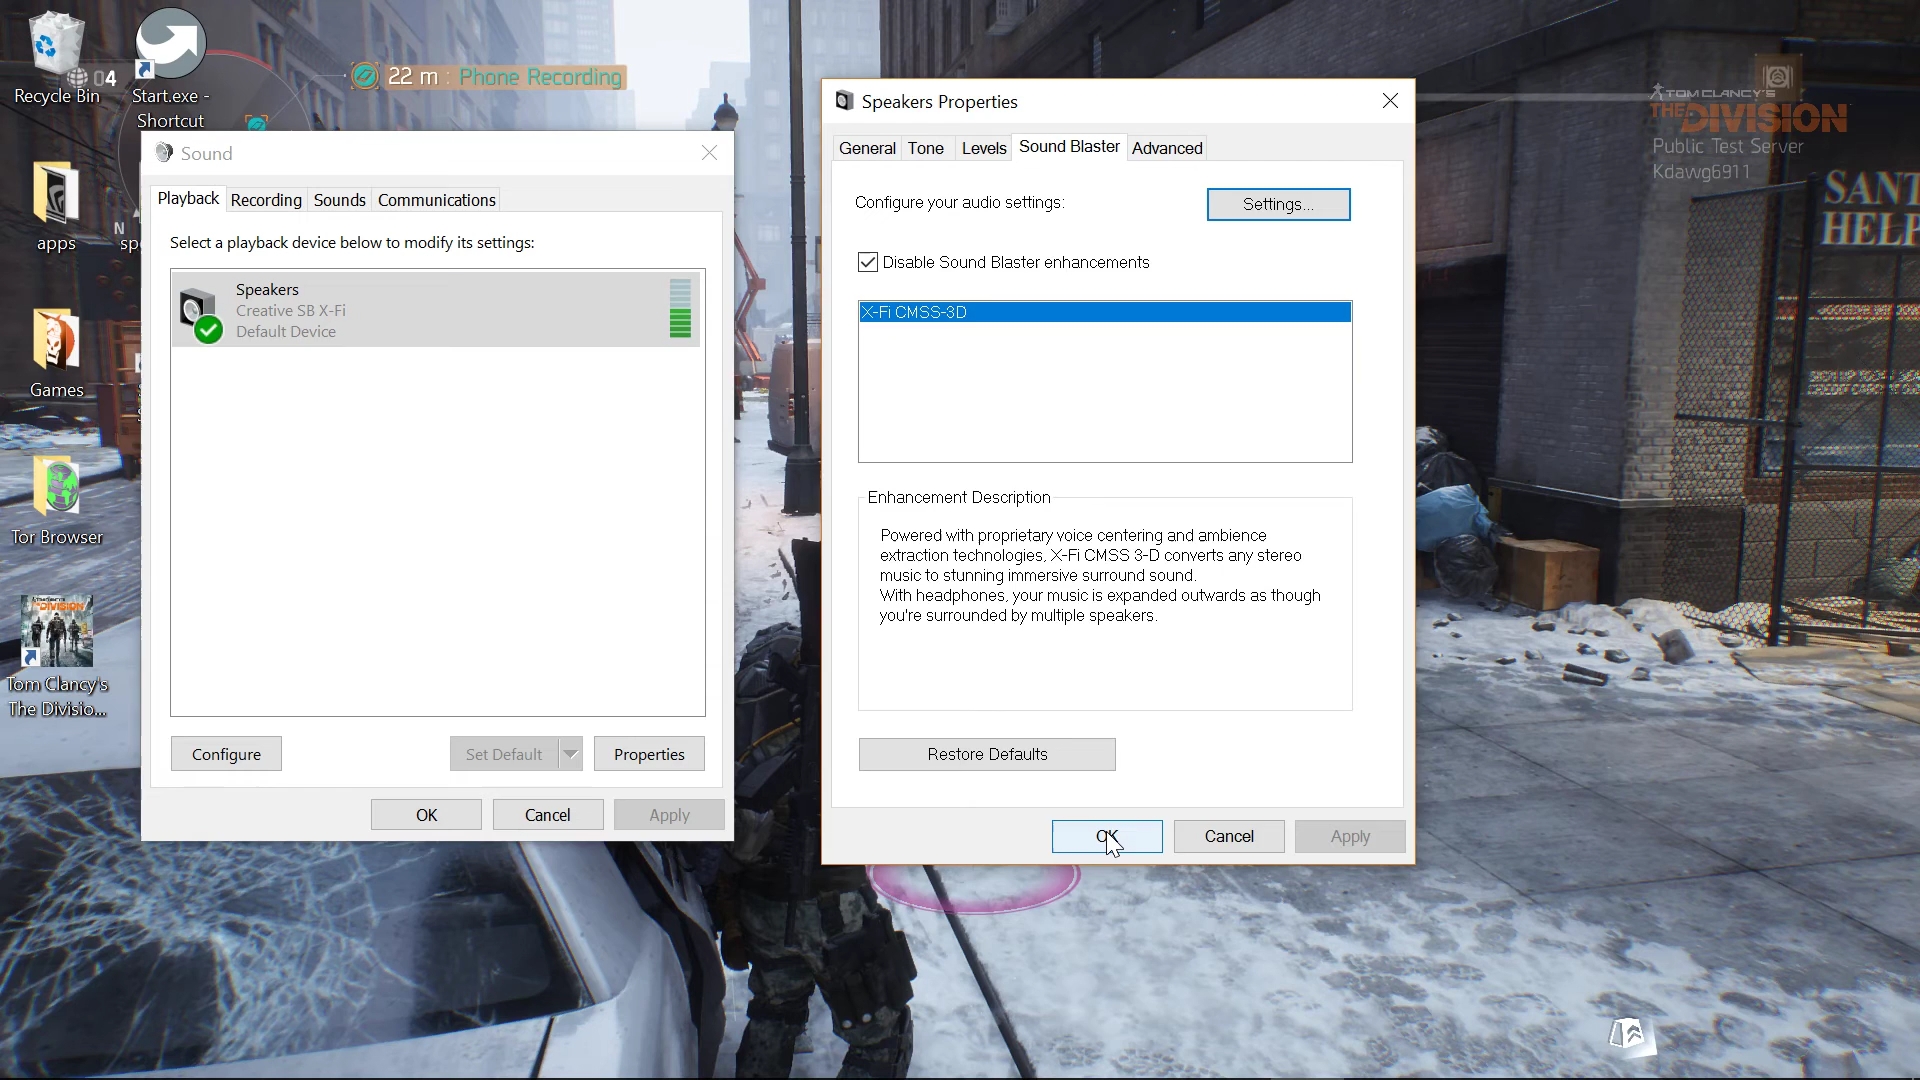 Recycle Bin
Start.exe -
Shortcut
04
22 m : Phone Recording
TOM CLANCY'S
THE DIVISION
Public Test Server
Kdawg6911
SANT
HELP
apps
N
sp
Games
Tor Browser
Tom Clancy's
The Divisio...
Sound
Playback
Recording
Sounds
Communications
Select a playback device below to modify its settings:
Speakers
Creative SB X-Fi
Default Device
Configure
Set Default
Properties
OK
Cancel
Apply
Speakers Properties
General
Tone
Levels
Sound Blaster
Advanced
Configure your audio settings:
Settings...
Disable Sound Blaster enhancements
X-Fi CMSS-3D
Enhancement Description
Powered with proprietary voice centering and ambience
extraction technologies, X-Fi CMSS 3-D converts any stereo
music to stunning immersive surround sound.
With headphones, your music is expanded outwards as though
you're surrounded by multiple speakers.
Restore Defaults
OK
Cancel
Apply